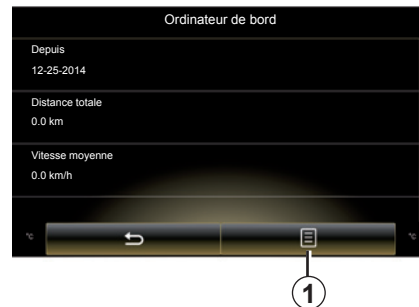 Ordinateur de bord
Depuis
12-25-2014
Distance totale
0.0 km
Vitesse moyenne
0.0 km/h
°C °C
1